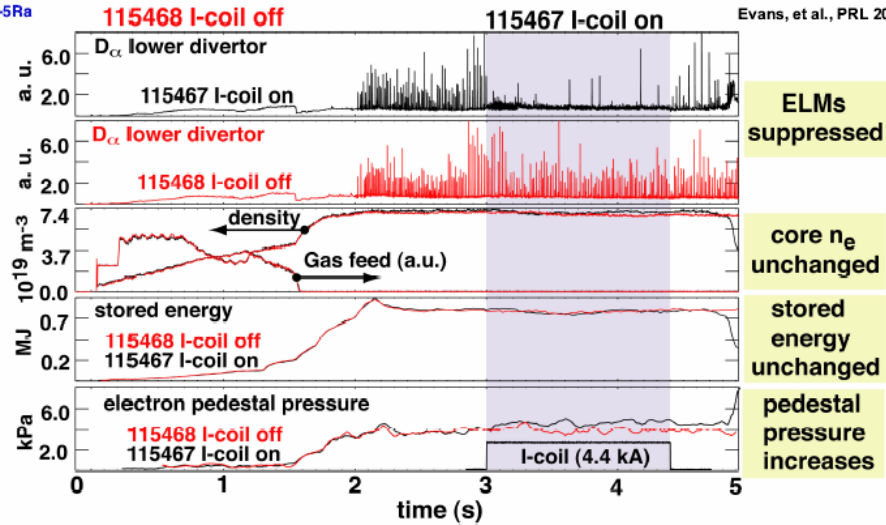 -5Ra
115468 I-coil off
115467 I-coil on
Evans, et al., PRL 20
a. u.
6.0
2.0
Dα lower divertor
115467 I-coil on
ELMs
suppressed
a. u.
6.0
2.0
Dα lower divertor
115468 I-coil off
10^19 m^-3
7.4
3.7
0.0
density
Gas feed (a.u.)
core ne
unchanged
MJ
0.7
0.2
stored energy
115468 I-coil off
115467 I-coil on
stored
energy
unchanged
kPa
6.0
2.0
electron pedestal pressure
115468 I-coil off
115467 I-coil on
I-coil (4.4 kA)
pedestal
pressure
increases
0 1 2 3 4 5
time (s)